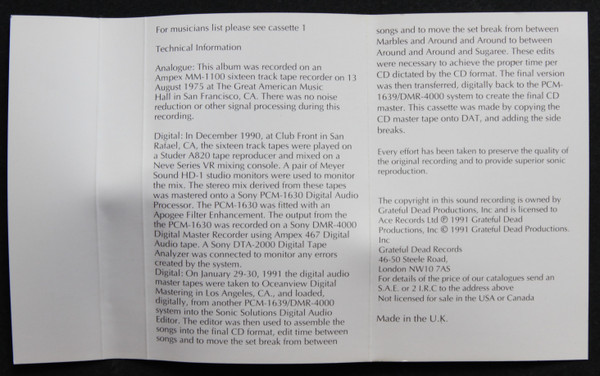 For musicians list please see cassette 1
Technical Information
Analogue: This album was recorded on an
Ampex MM-1100 sixteen track tape recorder on 13
August 1975 at The Great American Music
Hall in San Francisco, CA. There was no noise
reduction or other signal processing during this
recording.
Digital: In December 1990, at Club Front in San
Rafael, CA, the sixteen track tapes were played on
a Studer A820 tape reproducer and mixed on a
Neve Series VR mixing console. A pair of Meyer
Sound HD-1 studio monitors were used to monitor
the mix. The stereo mix derived from these tapes
was mastered onto a Sony PCM-1630 Digital Audio
Processor. The PCM-1630 was fitted with an
Apogee Filter Enhancement. The output from the
the PCM-1630 was recorded on a Sony DMR-4000
Digital Master Recorder using Ampex 467 Digital
Audio tape. A Sony DTA-2000 Digital Tape
Analyzer was connected to monitor any errors
created by the system.
Digital: On January 29-30, 1991 the digital audio
master tapes were taken to Oceanview Digital
Mastering in Los Angeles, CA., and loaded,
digitally, from another PCM-1639/DMR-4000
system into the Sonic Solutions Digital Audio
Editor. The editor was then used to assemble the
songs into the final CD format, edit time between
songs and to move the set break from between
songs and to move the set break from between
Marbles and Around and Around to between
Around and Around and Sugaree. These edits
were necessary to achieve the proper time per
CD dictated by the CD format. The final version
was then transferred, digitally back to the PCM-
1639/DMR-4000 system to create the final CD
master. This cassette was made by copying the
CD master tape onto DAT, and adding the side
breaks.
Every effort has been taken to preserve the quality of
the original recording and to provide superior sonic
reproduction.
The copyright in this sound recording is owned by
Grateful Dead Productions, Inc and is licensed to
Ace Records Ltd ℗ 1991 Grateful Dead
Productions, Inc © 1991 Grateful Dead Productions.
Inc
Grateful Dead Records
46-50 Steele Road,
London NW10 7AS
For details of the price of our catalogues send an
S.A.E. or 2 I.R.C to the address above
Not licensed for sale in the USA or Canada
Made in the U.K.